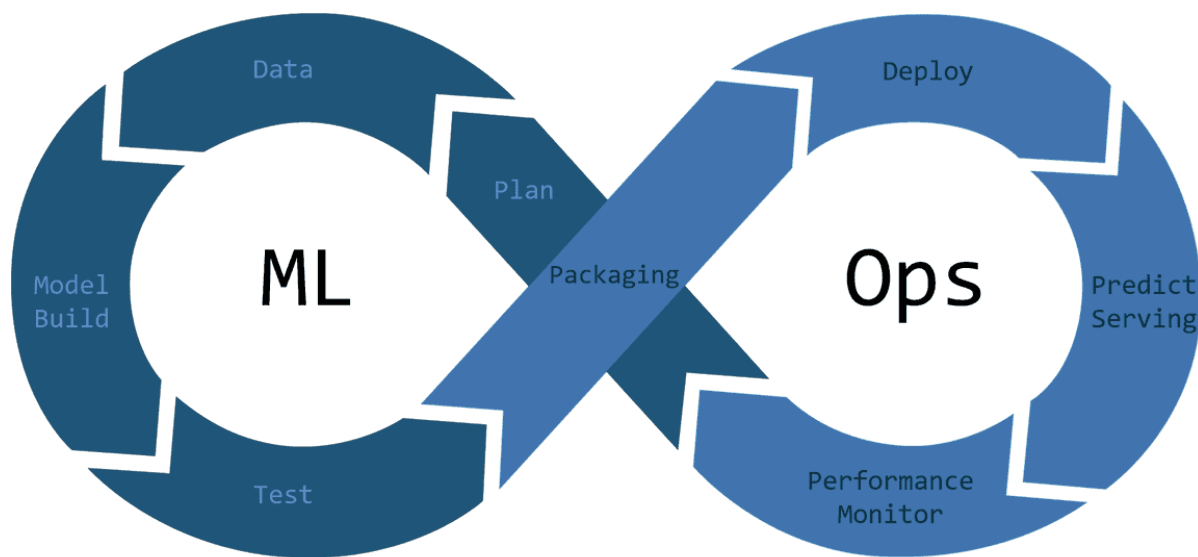 Data
Deploy
Plan
ML
Packaging
Ops
Model
Build
Predict
Serving
Test
Performance
Monitor